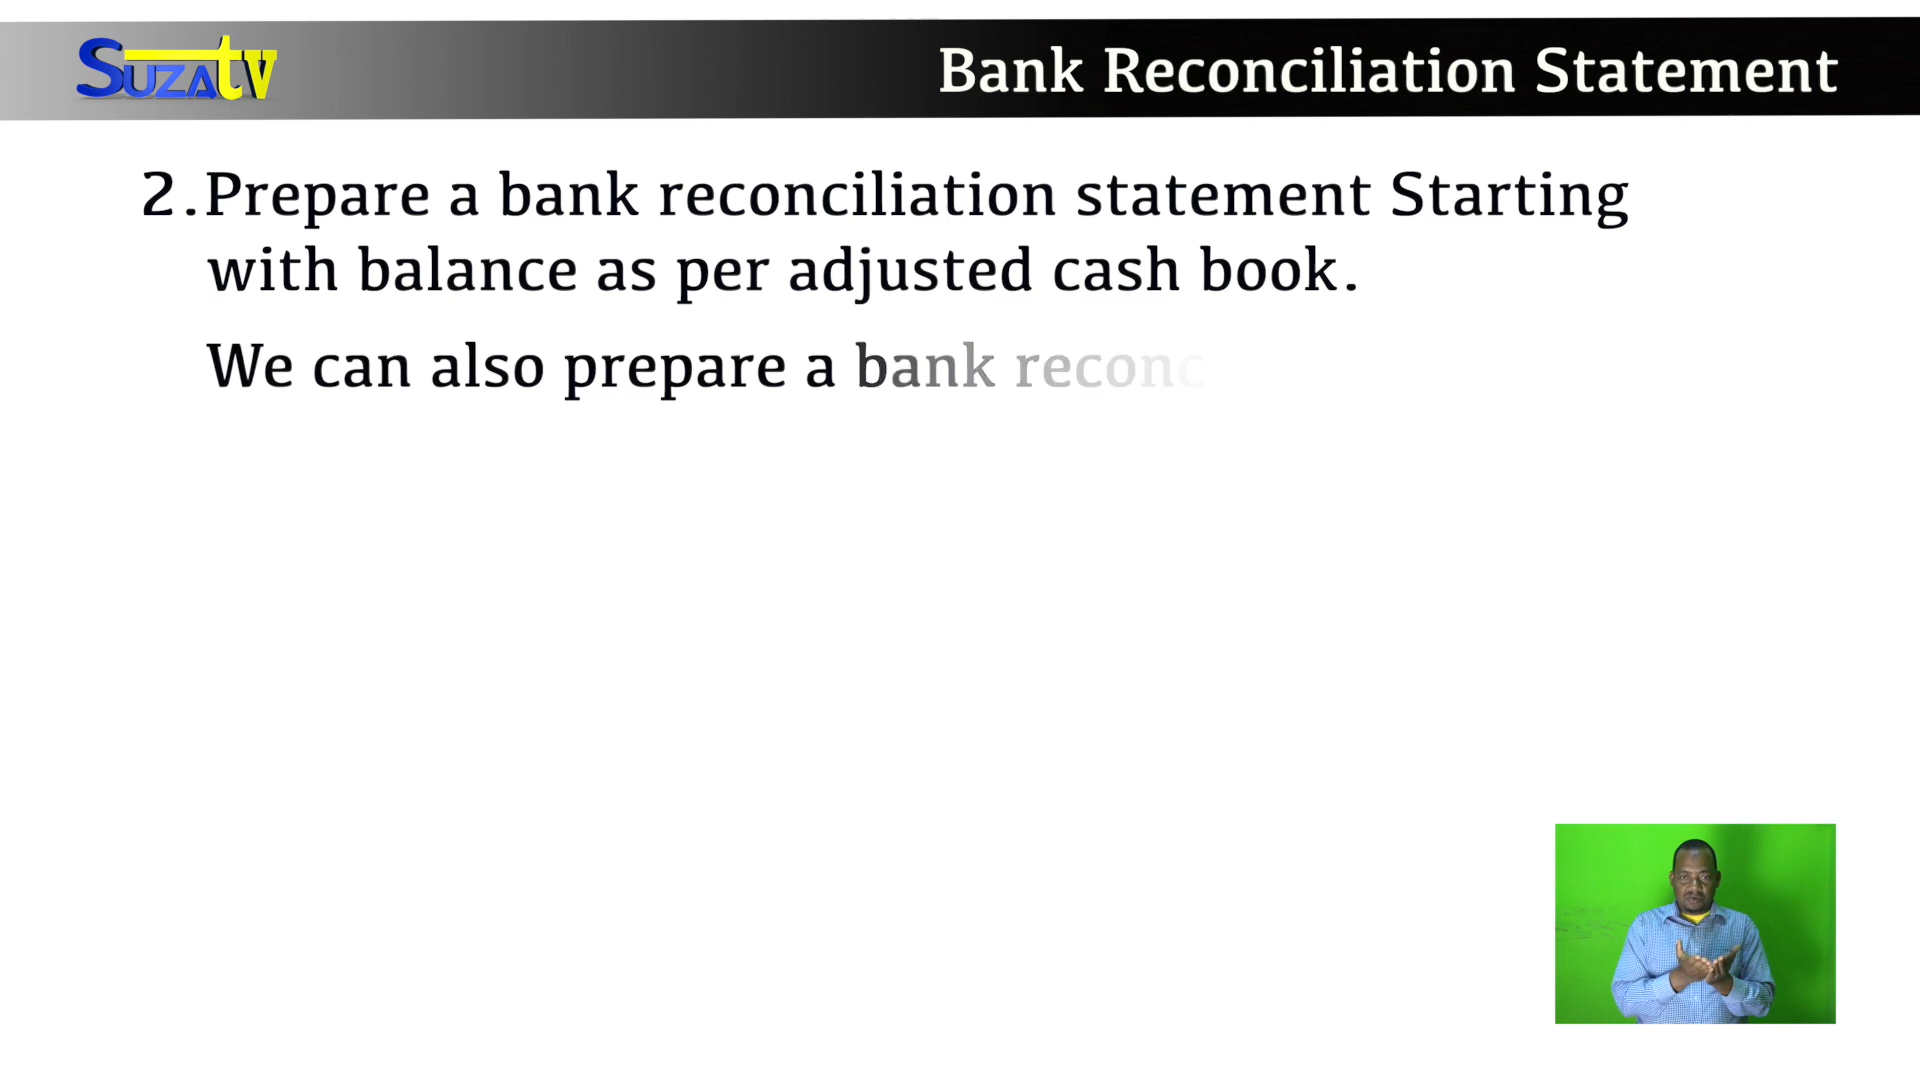 SUZAtv
Bank Reconciliation Statement
2.Prepare a bank reconciliation statement Starting
with balance as per adjusted cash book.
We can also prepare a bank reconc